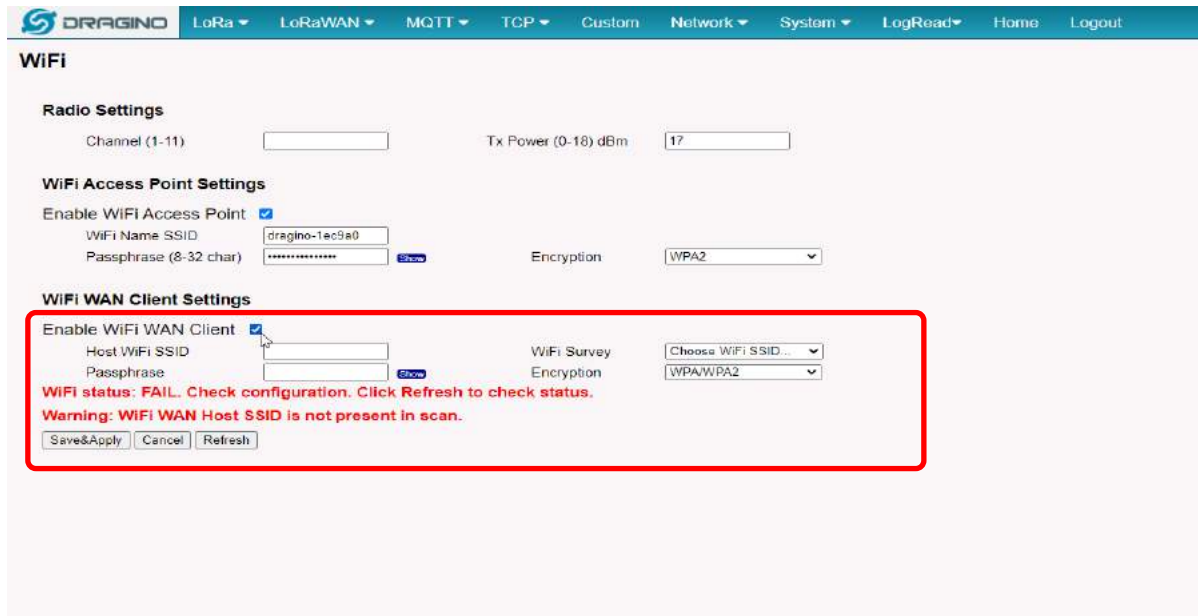 DRAGINO LoRa LoRaWAN MQTT TCP Custom Network System LogRead Home Logout
WiFi
Radio Settings
Channel (1-11) Tx Power (0-18) dBm 17
WiFi Access Point Settings
Enable WiFi Access Point
WiFi Name SSID dragino-1ec9a0
Passphrase (8-32 char) ••••••••••••••• Show Encryption WPA2
WiFi WAN Client Settings
Enable WiFi WAN Client
Host WiFi SSID WiFi Survey Choose WiFi SSID...
Passphrase Show Encryption WPA/WPA2
WiFi status: FAIL. Check configuration. Click Refresh to check status.
Warning: WiFi WAN Host SSID is not present in scan.
Save&Apply Cancel Refresh